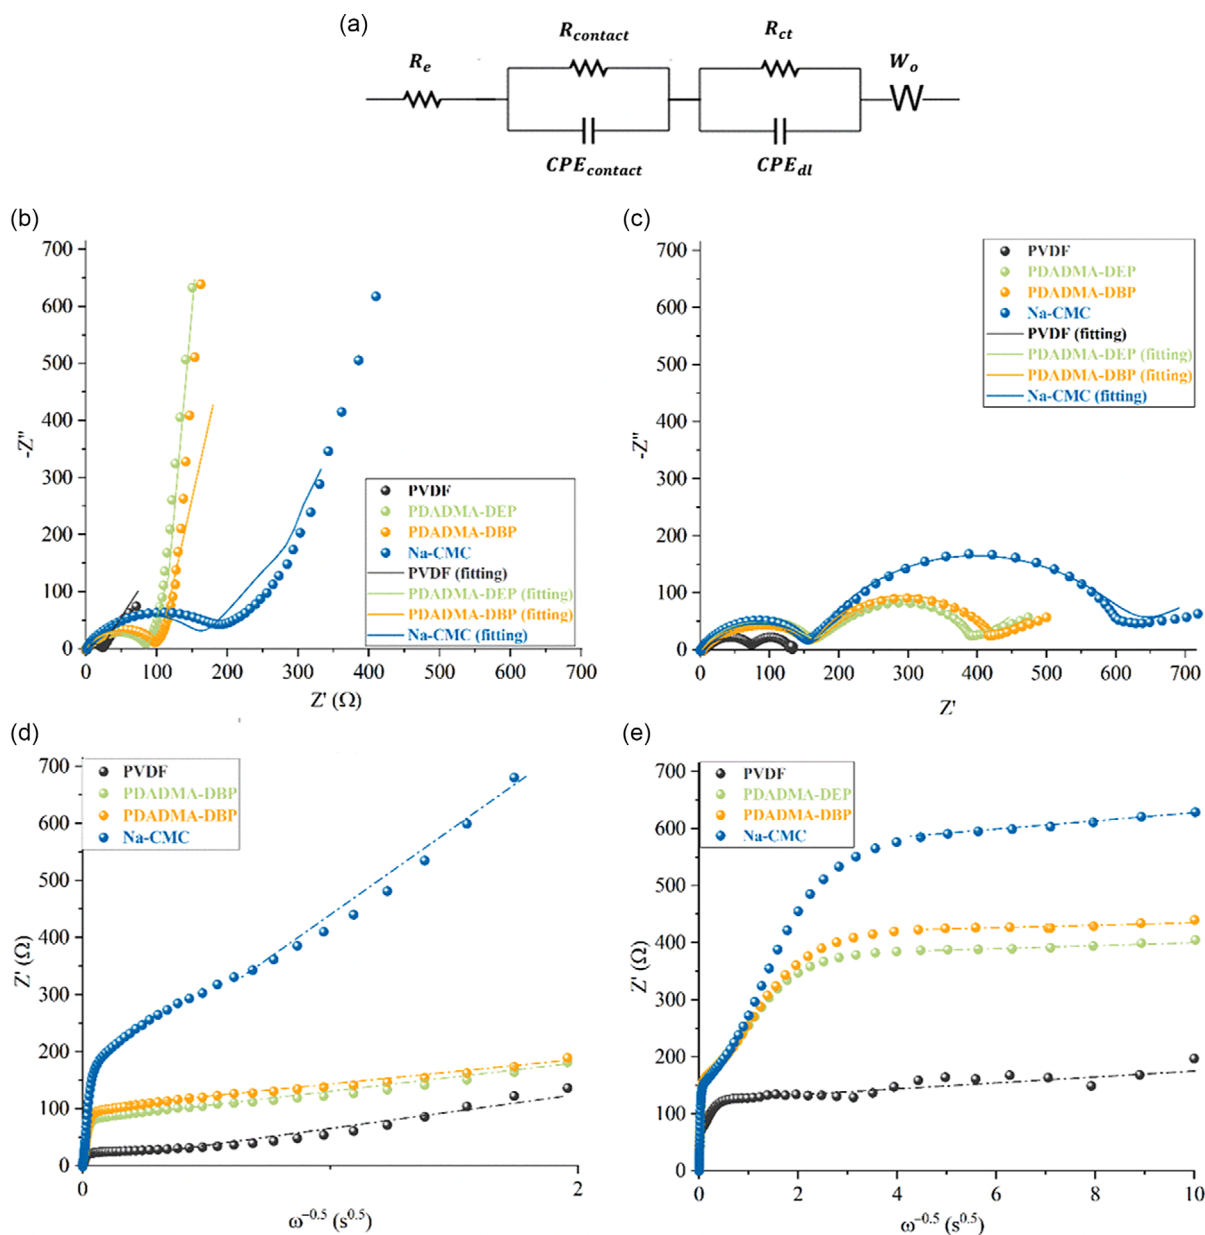 (a)
R_e
R_contact
R_ct
W_o
CPE_contact
CPE_dl
(b)
700
600
500
400
300
200
100
0
-Z"
PVDF
PDADMA-DEP
PDADMA-DBP
Na-CMC
PVDF (fitting)
PDADMA-DEP (fitting)
PDADMA-DBP (fitting)
Na-CMC (fitting)
0 100 200 300 400 500 600 700
Z' (Ω)
(c)
700
600
500
400
300
200
100
0
-Z"
PVDF
PDADMA-DEP
PDADMA-DBP
Na-CMC
PVDF (fitting)
PDADMA-DEP (fitting)
PDADMA-DBP (fitting)
Na-CMC (fitting)
0 100 200 300 400 500 600 700
Z'
(d)
700
600
500
400
300
200
100
0
Z' (Ω)
PVDF
PDADMA-DBP
PDADMA-DBP
Na-CMC
0 2
ω⁻⁰·⁵ (s⁰·⁵)
(e)
700
600
500
400
300
200
100
0
Z' (Ω)
PVDF
PDADMA-DEP
PDADMA-DBP
Na-CMC
0 2 4 6 8 10
ω⁻⁰·⁵ (s⁰·⁵)